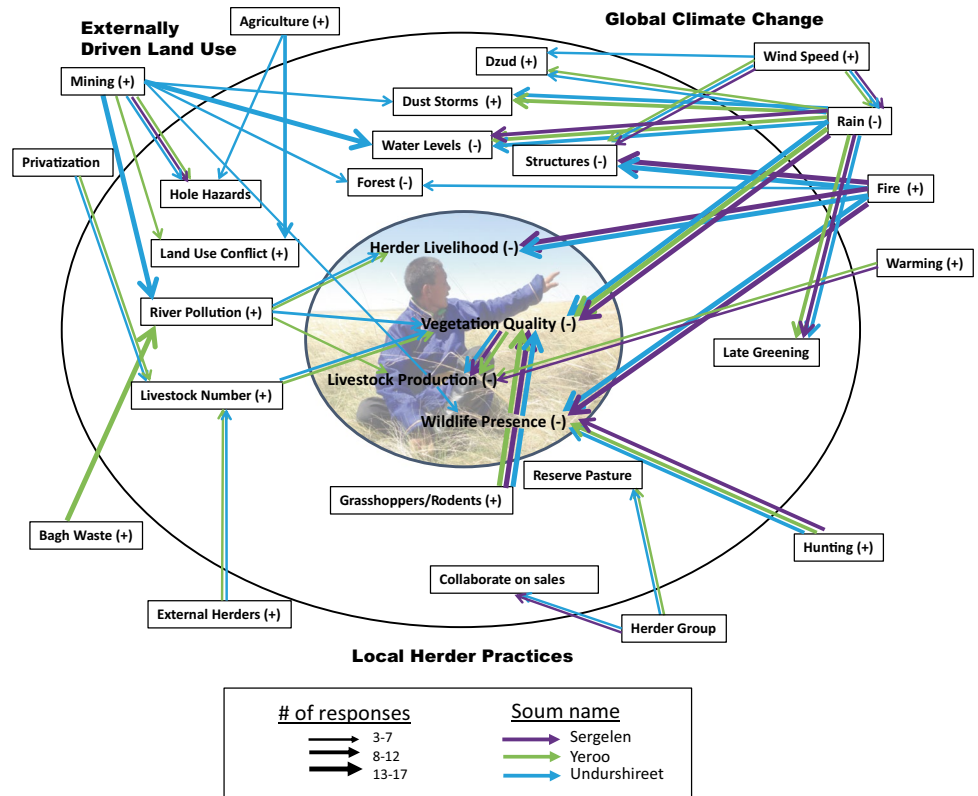 Externally
Driven Land Use
Agriculture (+)
Global Climate Change
Mining (+)
Dzud (+)
Wind Speed (+)
Dust Storms (+)
Rain (-)
Privatization
Water Levels (-)
Structures (-)
Hole Hazards
Forest (-)
Fire (+)
Land Use Conflict (+)
Herder Livelihood (-)
Warming (+)
River Pollution (+)
Vegetation Quality (-)
Late Greening
Livestock Production (-)
Livestock Number (+)
Wildlife Presence (-)
Reserve Pasture
Grasshoppers/Rodents (+)
Bagh Waste (+)
Hunting (+)
Collaborate on sales
External Herders (+)
Herder Group
Local Herder Practices
# of responses
3-7
8-12
13-17
Soum name
Sergelen
Yeroo
Undurshireet